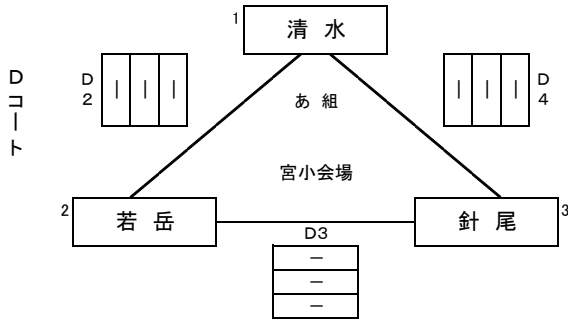 Dコート
1
清水
D2
| | |
D4
| | |
あ組
宮小会場
2
若岳
針尾
3
D3
－
－
－